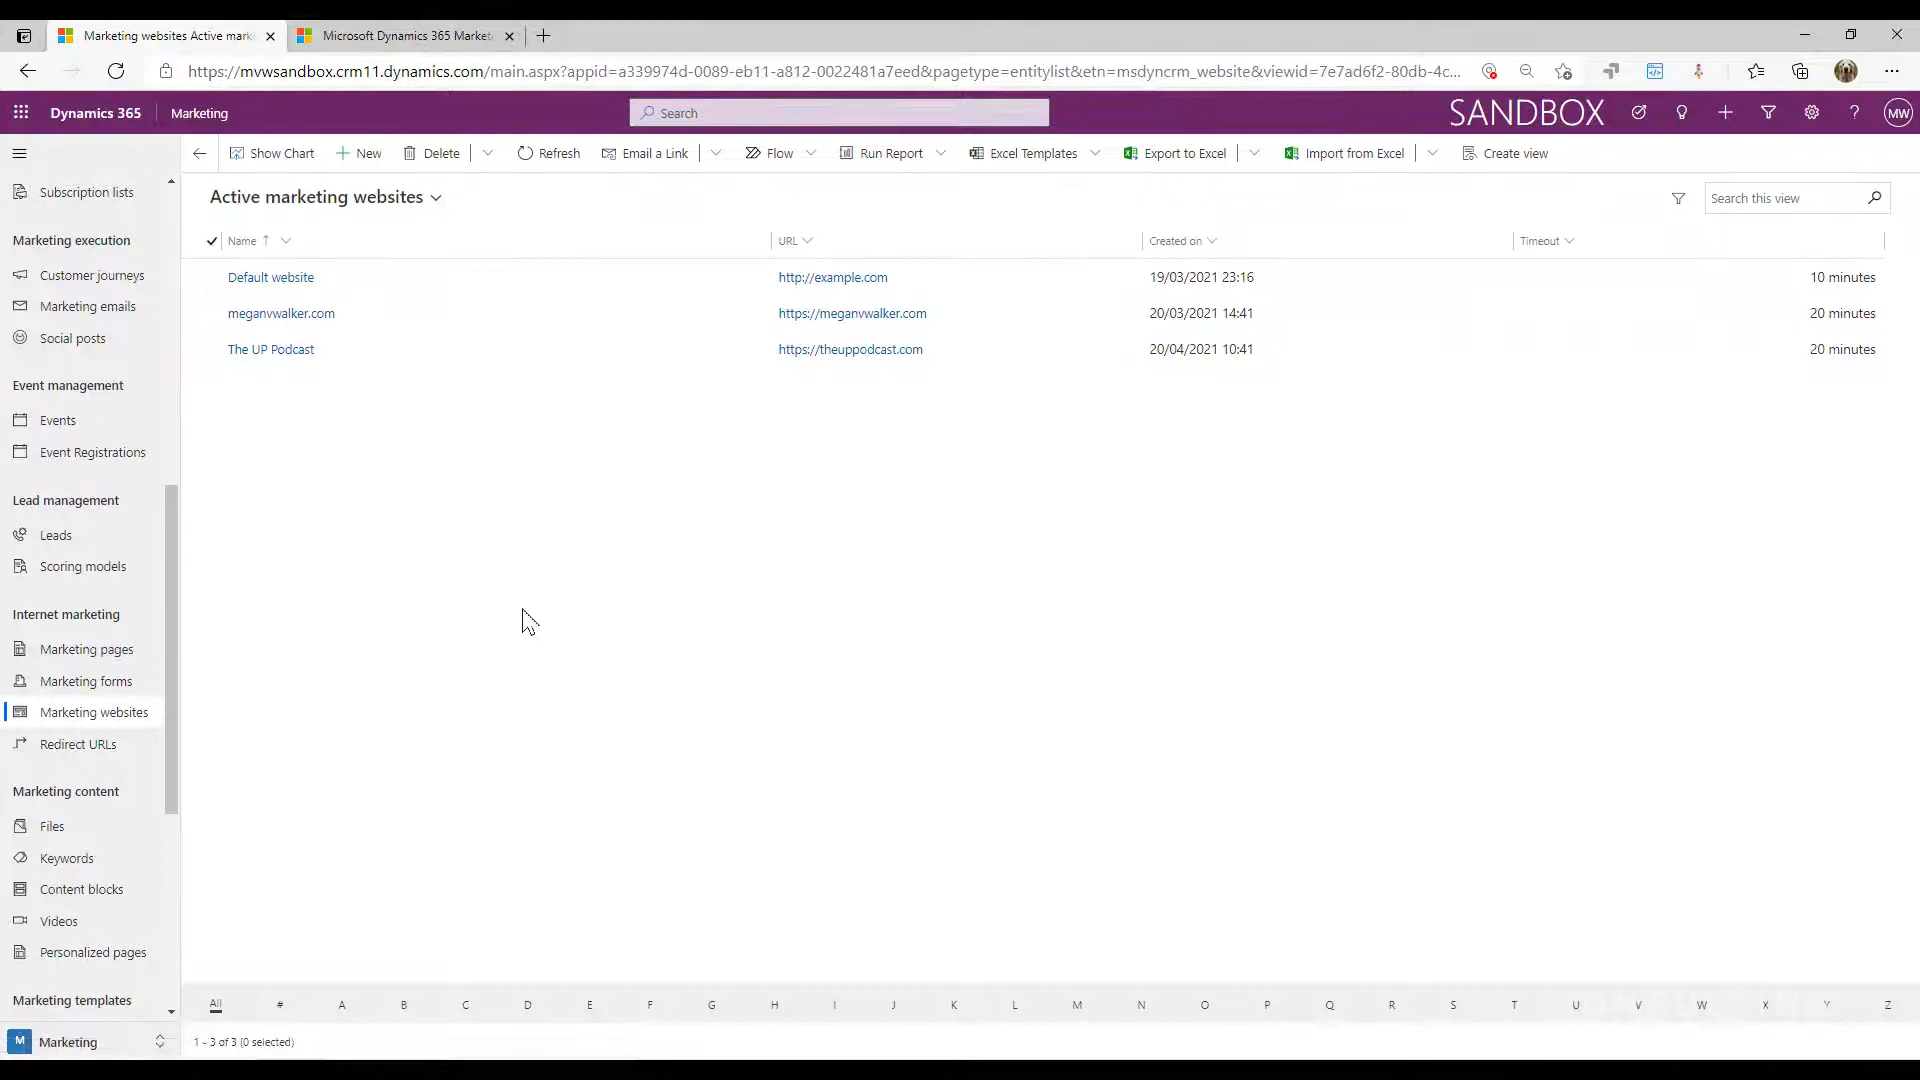 Marketing websites Active mark
Microsoft Dynamics 365 Market
https://mvwsandbox.crm11.dynamics.com/main.aspx?appid=a339974d-0089-eb11-a812-0022481a7eed&pagetype=entitylist&etn=msdyncrm_website&viewid=7e7ad6f2-80db-4c...
Dynamics 365
Marketing
Search
SANDBOX
MW
Show Chart
New
Delete
Refresh
Email a Link
Flow
Run Report
Excel Templates
Export to Excel
Import from Excel
Create view
Subscription lists
Marketing execution
Customer journeys
Marketing emails
Social posts
Event management
Events
Event Registrations
Lead management
Leads
Scoring models
Internet marketing
Marketing pages
Marketing forms
Marketing websites
Redirect URLs
Marketing content
Files
Keywords
Content blocks
Videos
Personalized pages
Marketing templates
M Marketing
Active marketing websites
Search this view
Name URL Created on Timeout
Default website http://example.com 19/03/2021 23:16 10 minutes
meganvwalker.com https://meganvwalker.com 20/03/2021 14:41 20 minutes
The UP Podcast https://theuppodcast.com 20/04/2021 10:41 20 minutes
All # A B C D E F G H I J K L M N O P Q R S T U V W X Y Z
1 - 3 of 3 (0 selected)